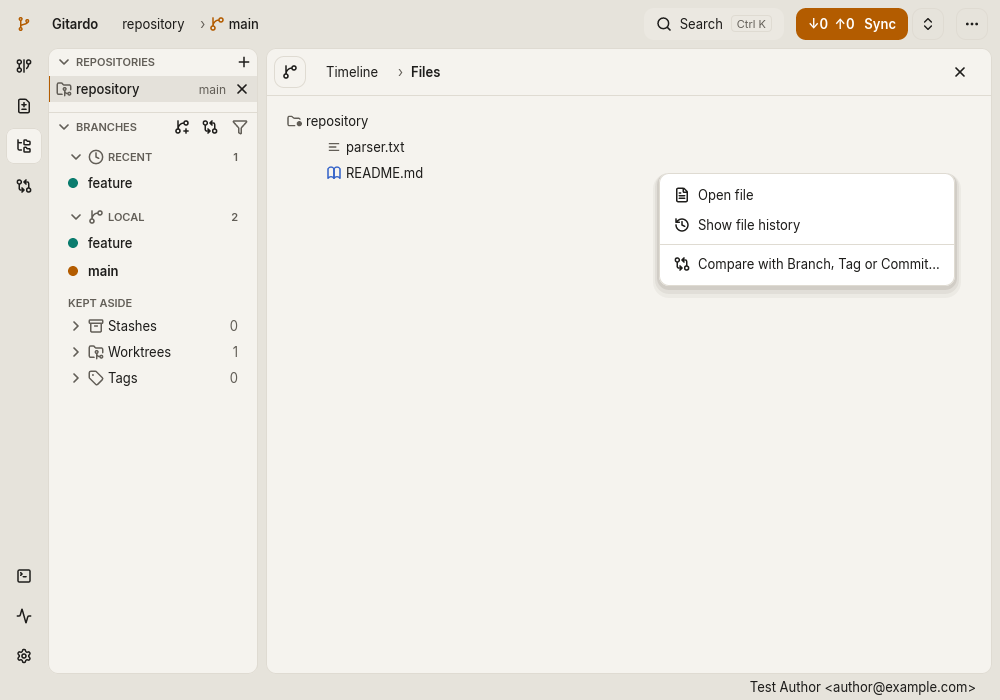 Gitardo repository › main Search Ctrl K ↓0 ↑0 Sync
REPOSITORIES
repository main
BRANCHES
RECENT 1
feature
LOCAL 2
feature
main
KEPT ASIDE
Stashes 0
Worktrees 1
Tags 0
Timeline › Files
repository
parser.txt
README.md
Open file
Show file history
Compare with Branch, Tag or Commit...
Test Author <author@example.com>